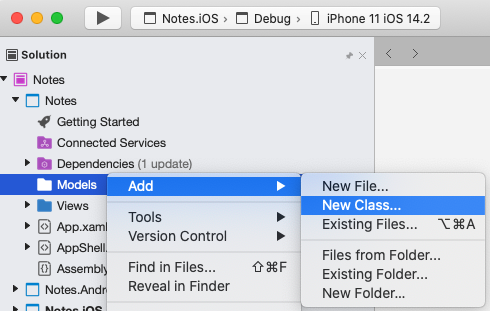 Notes.iOS > Debug > iPhone 11 iOS 14.2
Solution
Notes
Notes
Getting Started
Connected Services
Dependencies (1 update)
Models
Views
App.xaml
AppShell.
Assembly
Notes.Andr
Notes.iOS
Add
Tools
Version Control
Find in Files... ⇧⌘F
Reveal in Finder
New File...
New Class...
Existing Files... ⌥⌘A
Files from Folder...
Existing Folder...
New Folder...